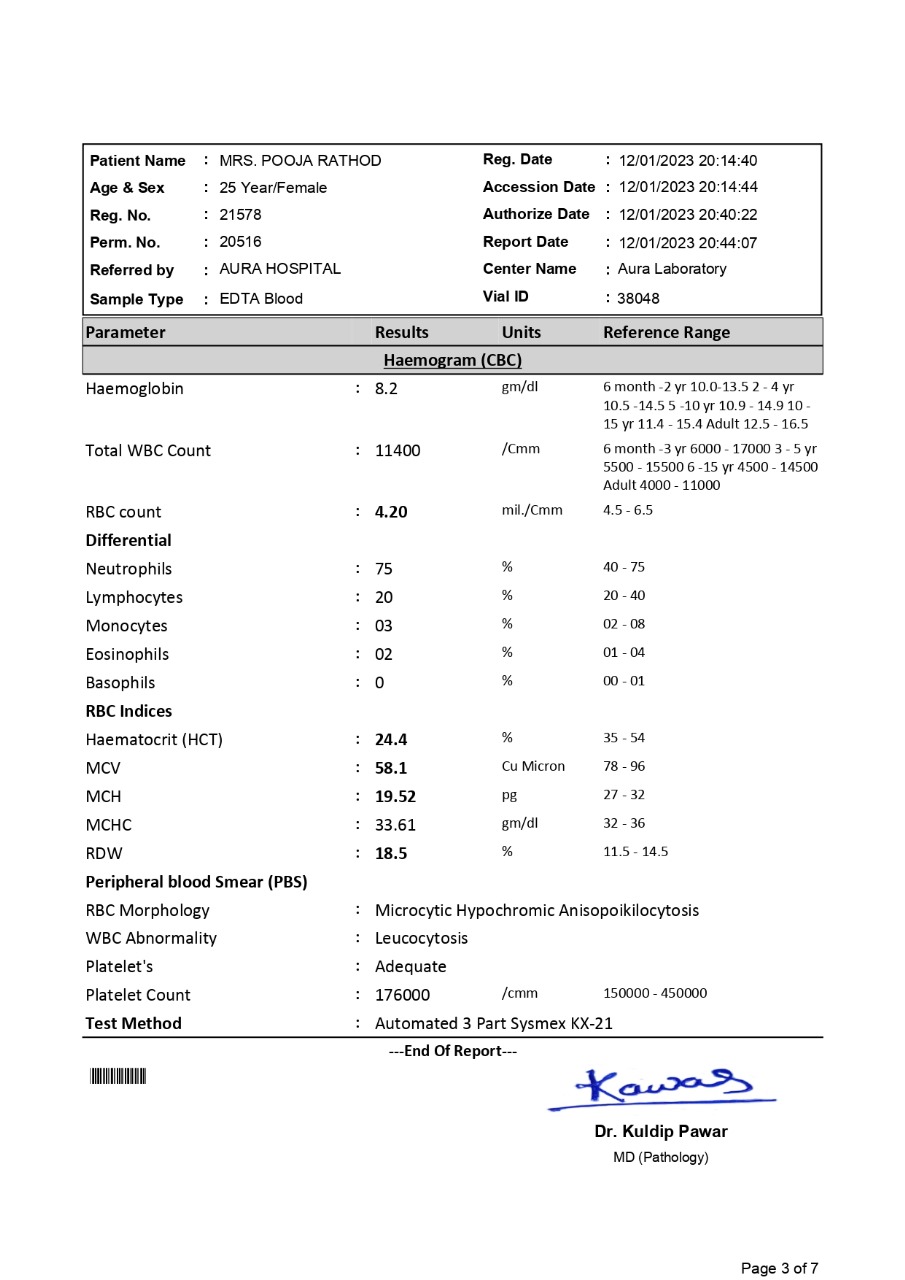 Patient Name : MRS. POOJA RATHOD Reg. Date : 12/01/2023 20:14:40
Age & Sex : 25 Year/Female Accession Date : 12/01/2023 20:14:44
Reg. No. : 21578 Authorize Date : 12/01/2023 20:40:22
Perm. No. : 20516 Report Date : 12/01/2023 20:44:07
Referred by : AURA HOSPITAL Center Name : Aura Laboratory
Sample Type : EDTA Blood Vial ID : 38048
Parameter Results Units Reference Range
Haemogram (CBC)
Haemoglobin : 8.2 gm/dl 6 month -2 yr 10.0-13.5 2 - 4 yr
10.5 -14.5 5 -10 yr 10.9 - 14.9 10 -
15 yr 11.4 - 15.4 Adult 12.5 - 16.5
Total WBC Count : 11400 /Cmm 6 month -3 yr 6000 - 17000 3 - 5 yr
5500 - 15500 6 -15 yr 4500 - 14500
Adult 4000 - 11000
RBC count : 4.20 mil./Cmm 4.5 - 6.5
Differential
Neutrophils : 75 % 40 - 75
Lymphocytes : 20 % 20 - 40
Monocytes : 03 % 02 - 08
Eosinophils : 02 % 01 - 04
Basophils : 0 % 00 - 01
RBC Indices
Haematocrit (HCT) : 24.4 % 35 - 54
MCV : 58.1 Cu Micron 78 - 96
MCH : 19.52 pg 27 - 32
MCHC : 33.61 gm/dl 32 - 36
RDW : 18.5 % 11.5 - 14.5
Peripheral blood Smear (PBS)
RBC Morphology : Microcytic Hypochromic Anisopoikilocytosis
WBC Abnormality : Leucocytosis
Platelet's : Adequate
Platelet Count : 176000 /cmm 150000 - 450000
Test Method : Automated 3 Part Sysmex KX-21
---End Of Report---
Dr. Kuldip Pawar
MD (Pathology)
Page 3 of 7